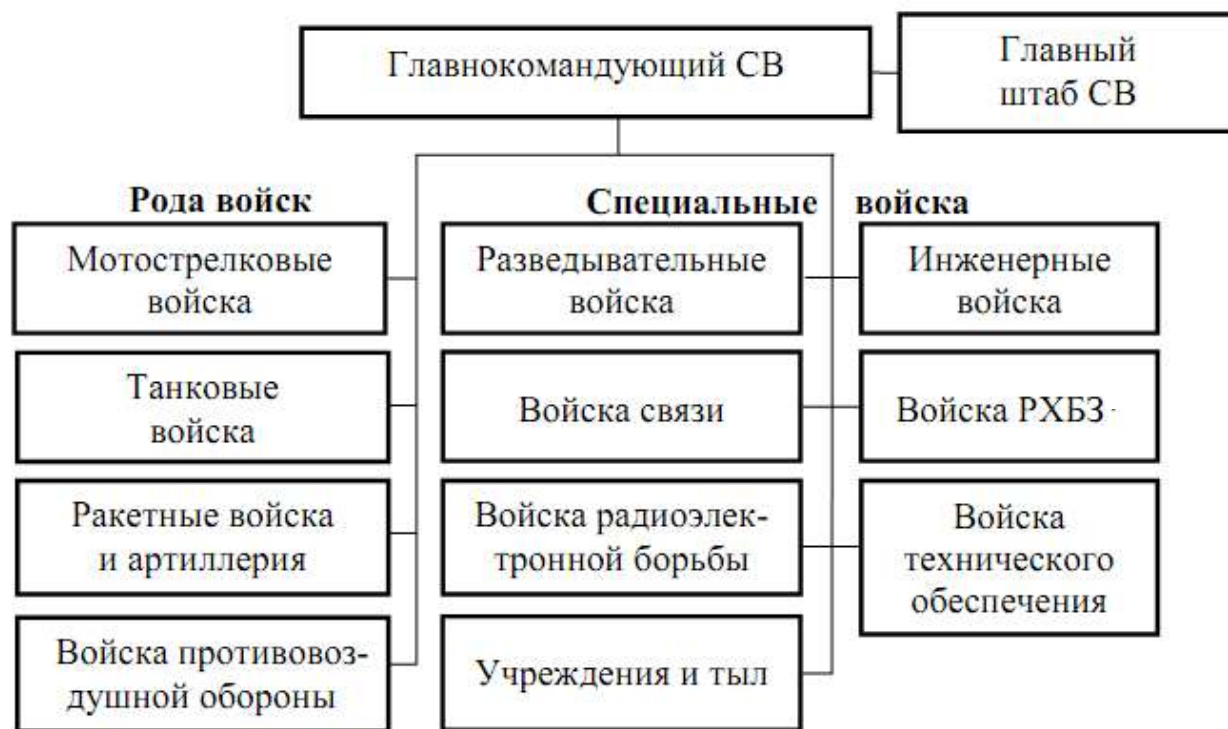 Главнокомандующий СВ
Главный
штаб СВ
Рода войск
Специальные войска
Мотострелковые
войска
Разведывательные
войска
Инженерные
войска
Танковые
войска
Войска связи
Войска РХБЗ
Ракетные войска
и артиллерия
Войска радиоэлек-
тронной борьбы
Войска
технического
обеспечения
Войска противовоз-
душной обороны
Учреждения и тыл